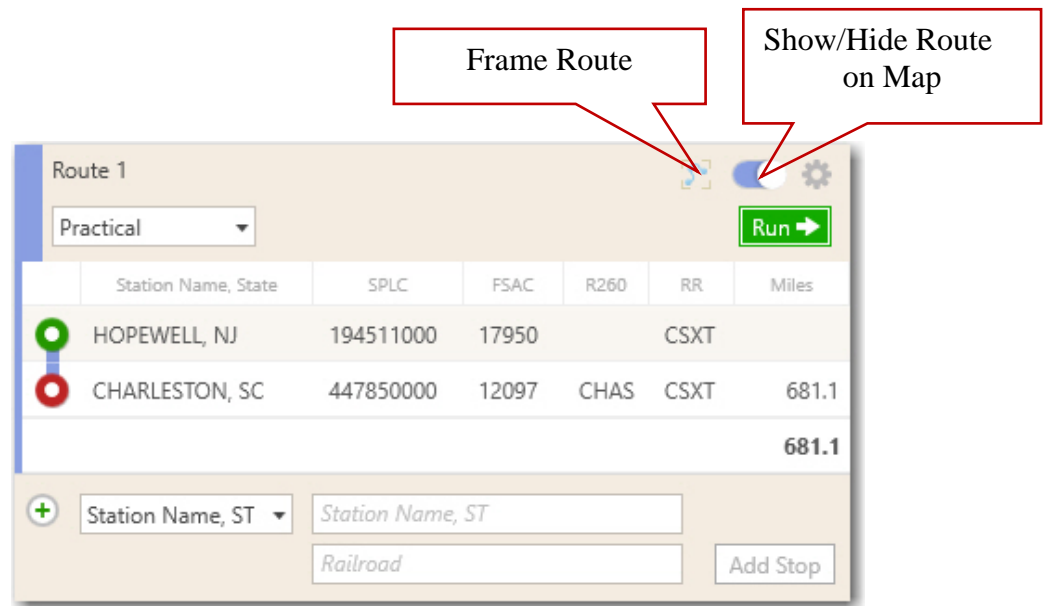 Frame Route
Show/Hide Route
on Map
Route 1
Practical
Run
Station Name, State SPLC FSAC R260 RR Miles
HOPEWELL, NJ 194511000 17950 CSXT
CHARLESTON, SC 447850000 12097 CHAS CSXT 681.1
681.1
Station Name, ST Station Name, ST
Railroad Add Stop